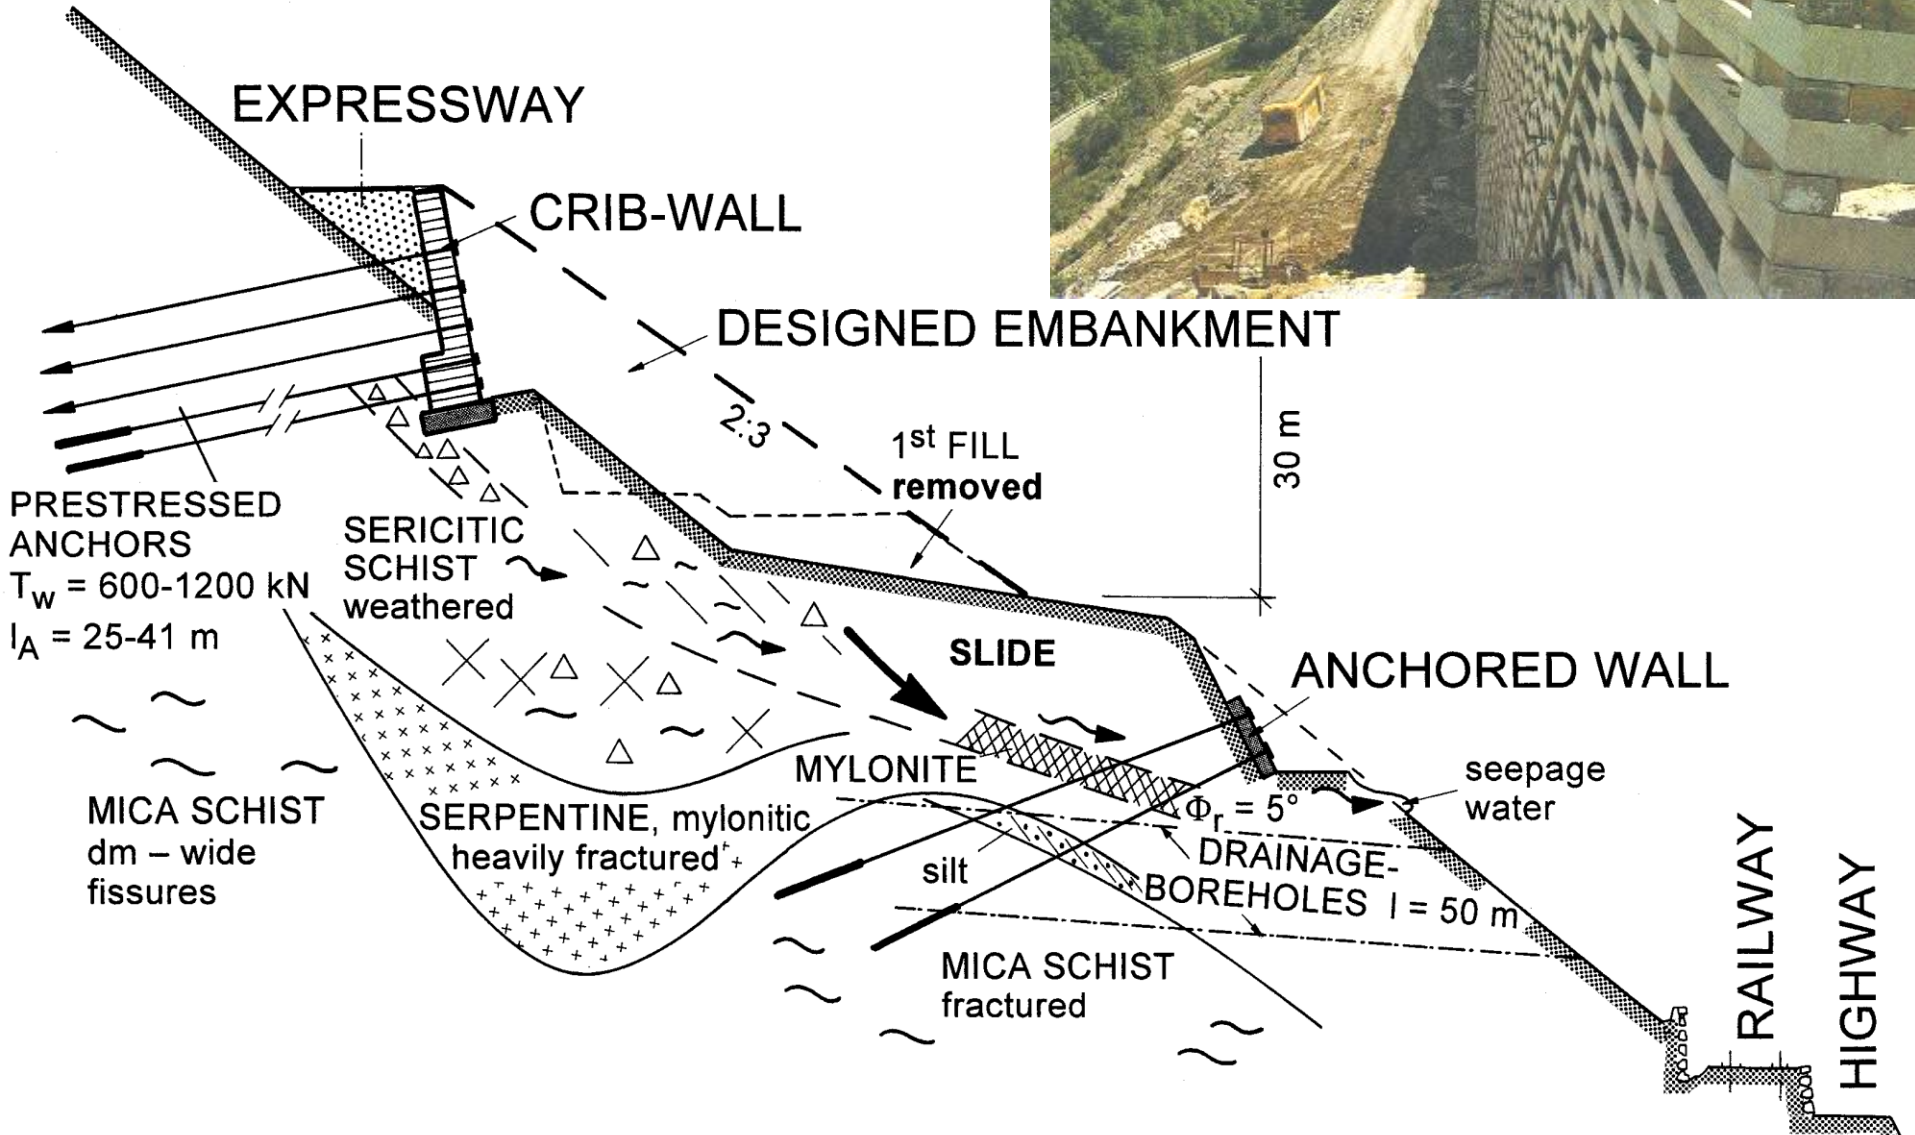 EXPRESSWAY
CRIB-WALL
DESIGNED EMBANKMENT
2:3
1st FILL
removed
30 m
PRESTRESSED
ANCHORS
Tw = 600-1200 kN
lA = 25-41 m
SERICITIC
SCHIST
weathered
SLIDE
ANCHORED WALL
MYLONITE
seepage
water
Φr = 5°
MICA SCHIST
dm – wide
fissures
SERPENTINE, mylonitic
heavily fractured
silt
DRAINAGE-
BOREHOLES l = 50 m
MICA SCHIST
fractured
RAILWAY
HIGHWAY